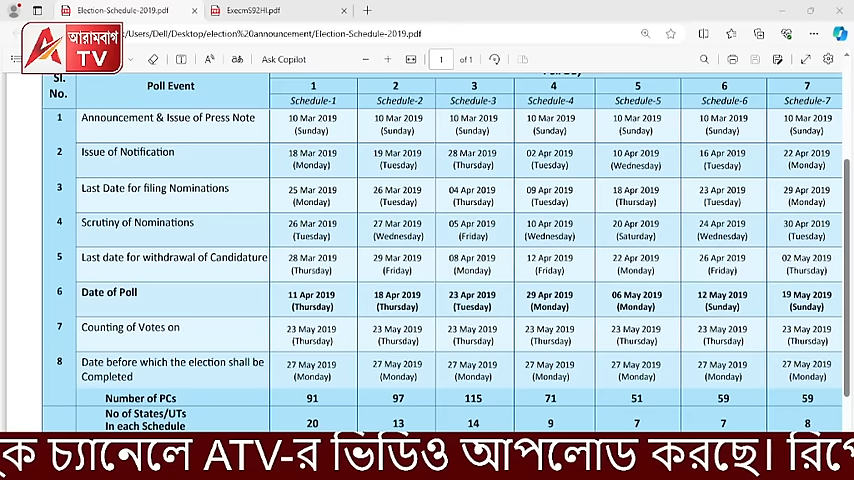 Election-Schedule-2019.pdf
ExecmS92HI.pdf
/Users/Dell/Desktop/election%20announcement/Election-Schedule-2019.pdf
Ask Copilot
1 of 1
আরামবাগ
TV
Sl. No. Poll Event 1 2 3 4 5 6 7
Schedule-1 Schedule-2 Schedule-3 Schedule-4 Schedule-5 Schedule-6 Schedule-7
1 Announcement & Issue of Press Note 10 Mar 2019 10 Mar 2019 10 Mar 2019 10 Mar 2019 10 Mar 2019 10 Mar 2019 10 Mar 2019
(Sunday) (Sunday) (Sunday) (Sunday) (Sunday) (Sunday) (Sunday)
2 Issue of Notification 18 Mar 2019 19 Mar 2019 28 Mar 2019 02 Apr 2019 10 Apr 2019 16 Apr 2019 22 Apr 2019
(Monday) (Tuesday) (Thursday) (Tuesday) (Wednesday) (Tuesday) (Monday)
3 Last Date for filing Nominations 25 Mar 2019 26 Mar 2019 04 Apr 2019 09 Apr 2019 18 Apr 2019 23 Apr 2019 29 Apr 2019
(Monday) (Tuesday) (Thursday) (Tuesday) (Thursday) (Tuesday) (Monday)
4 Scrutiny of Nominations 26 Mar 2019 27 Mar 2019 05 Apr 2019 10 Apr 2019 20 Apr 2019 24 Apr 2019 30 Apr 2019
(Tuesday) (Wednesday) (Friday) (Wednesday) (Saturday) (Wednesday) (Tuesday)
5 Last date for withdrawal of Candidature 28 Mar 2019 29 Mar 2019 08 Apr 2019 12 Apr 2019 22 Apr 2019 26 Apr 2019 02 May 2019
(Thursday) (Friday) (Monday) (Friday) (Monday) (Friday) (Thursday)
6 Date of Poll 11 Apr 2019 18 Apr 2019 23 Apr 2019 29 Apr 2019 06 May 2019 12 May 2019 19 May 2019
(Thursday) (Thursday) (Tuesday) (Monday) (Monday) (Sunday) (Sunday)
7 Counting of Votes on 23 May 2019 23 May 2019 23 May 2019 23 May 2019 23 May 2019 23 May 2019 23 May 2019
(Thursday) (Thursday) (Thursday) (Thursday) (Thursday) (Thursday) (Thursday)
8 Date before which the election shall be 27 May 2019 27 May 2019 27 May 2019 27 May 2019 27 May 2019 27 May 2019 27 May 2019
Completed (Monday) (Monday) (Monday) (Monday) (Monday) (Monday) (Monday)
Number of PCs 91 97 115 71 51 59 59
No of States/UTs
In each Schedule 20 13 14 9 7 7 8
চ্যানেলে ATV-র ভিডিও আপলোড করছে।